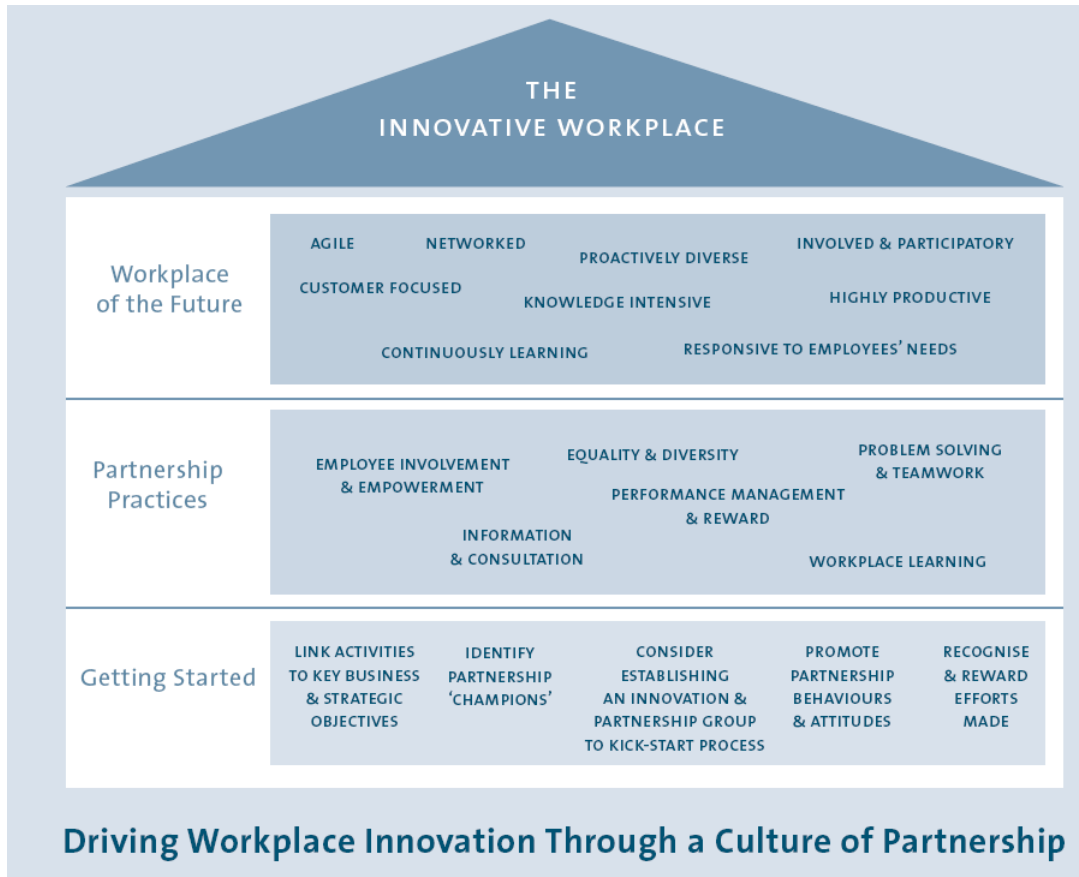 THE
INNOVATIVE WORKPLACE
Workplace
of the Future
AGILE
NETWORKED
PROACTIVELY DIVERSE
INVOLVED & PARTICIPATORY
CUSTOMER FOCUSED
KNOWLEDGE INTENSIVE
HIGHLY PRODUCTIVE
CONTINUOUSLY LEARNING
RESPONSIVE TO EMPLOYEES’ NEEDS
Partnership
Practices
EMPLOYEE INVOLVEMENT
& EMPOWERMENT
EQUALITY & DIVERSITY
PROBLEM SOLVING
& TEAMWORK
PERFORMANCE MANAGEMENT
& REWARD
INFORMATION
& CONSULTATION
WORKPLACE LEARNING
Getting Started
LINK ACTIVITIES
TO KEY BUSINESS
& STRATEGIC
OBJECTIVES
IDENTIFY
PARTNERSHIP
‘CHAMPIONS’
CONSIDER
ESTABLISHING
AN INNOVATION &
PARTNERSHIP GROUP
TO KICK-START PROCESS
PROMOTE
PARTNERSHIP
BEHAVIOURS
& ATTITUDES
RECOGNISE
& REWARD
EFFORTS
MADE
Driving Workplace Innovation Through a Culture of Partnership